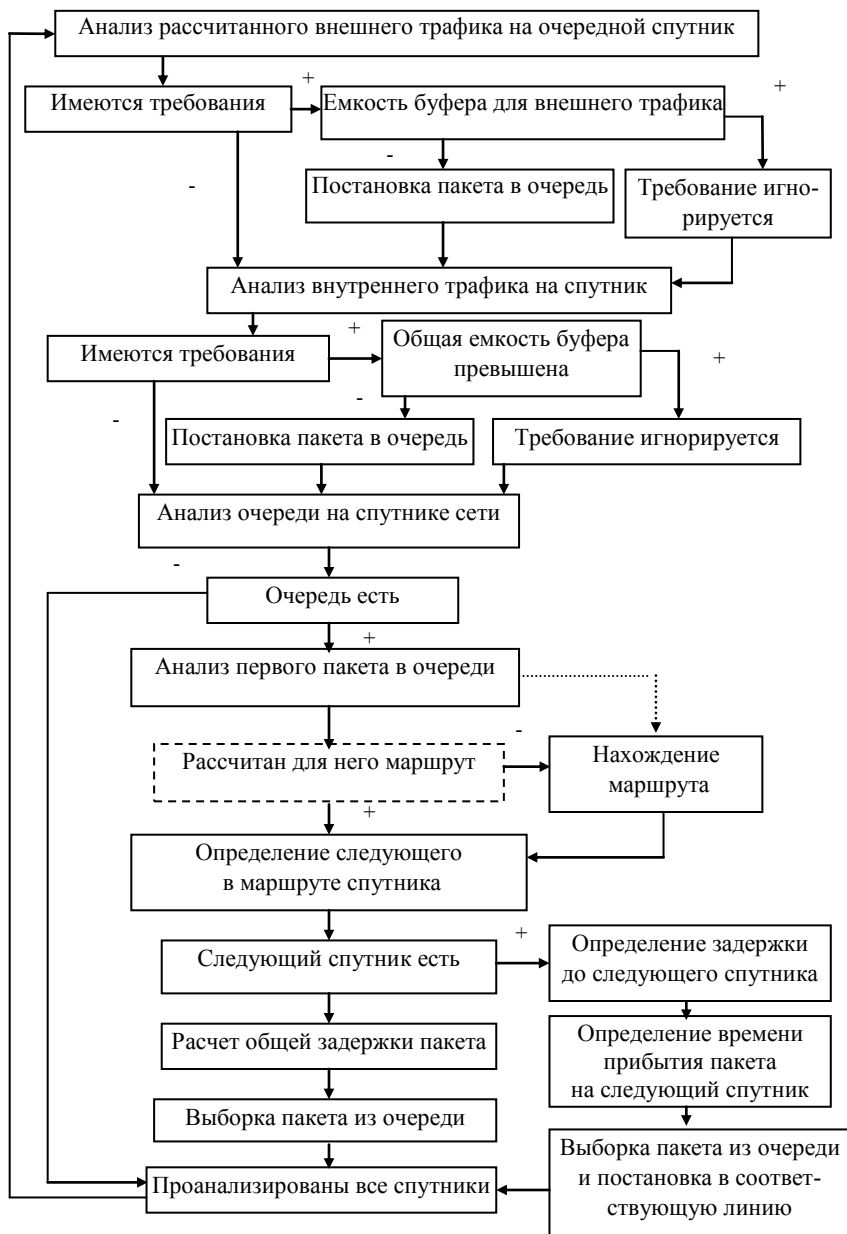 Анализ рассчитанного внешнего трафика на очередной спутник
+
+
Имеются требования
Емкость буфера для внешнего трафика
-
-
Постановка пакета в очередь
Требование игно-
рируется
Анализ внутреннего трафика на спутник
+
Имеются требования
Общая емкость буфера
превышена
+
-
-
Постановка пакета в очередь
Требование игнорируется
Анализ очереди на спутнике сети
-
Очередь есть
+
Анализ первого пакета в очереди
-
Рассчитан для него маршрут
Нахождение
маршрута
+
Определение следующего
в маршруте спутника
+
Следующий спутник есть
Определение задержки
до следующего спутника
Расчет общей задержки пакета
Определение времени
прибытия пакета
на следующий спутник
Выборка пакета из очереди
Выборка пакета из очереди
и постановка в соответ-
ствующую линию
Проанализированы все спутники